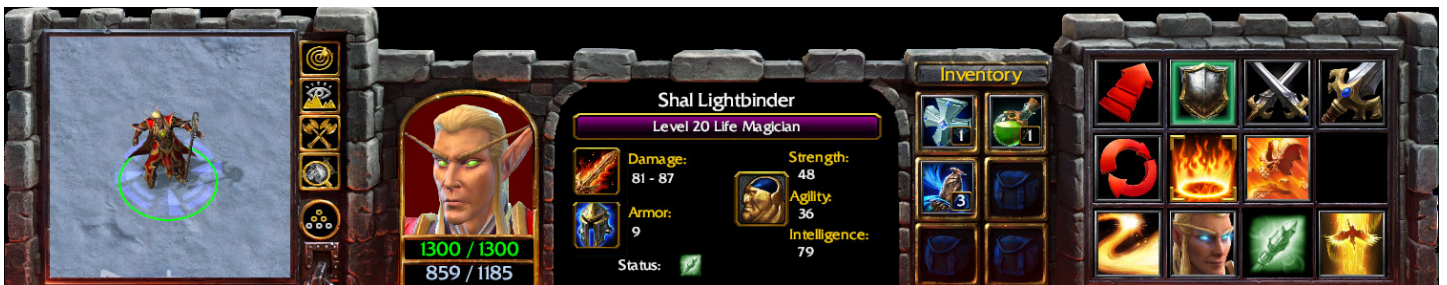 Shal Lightbinder
Level 20 Life Magician
Damage:
81 - 87
Armor:
9
Status:
Strength:
48
Agility:
36
Intelligence:
79
1300 / 1300
859 / 1185
Inventory
1
1
3